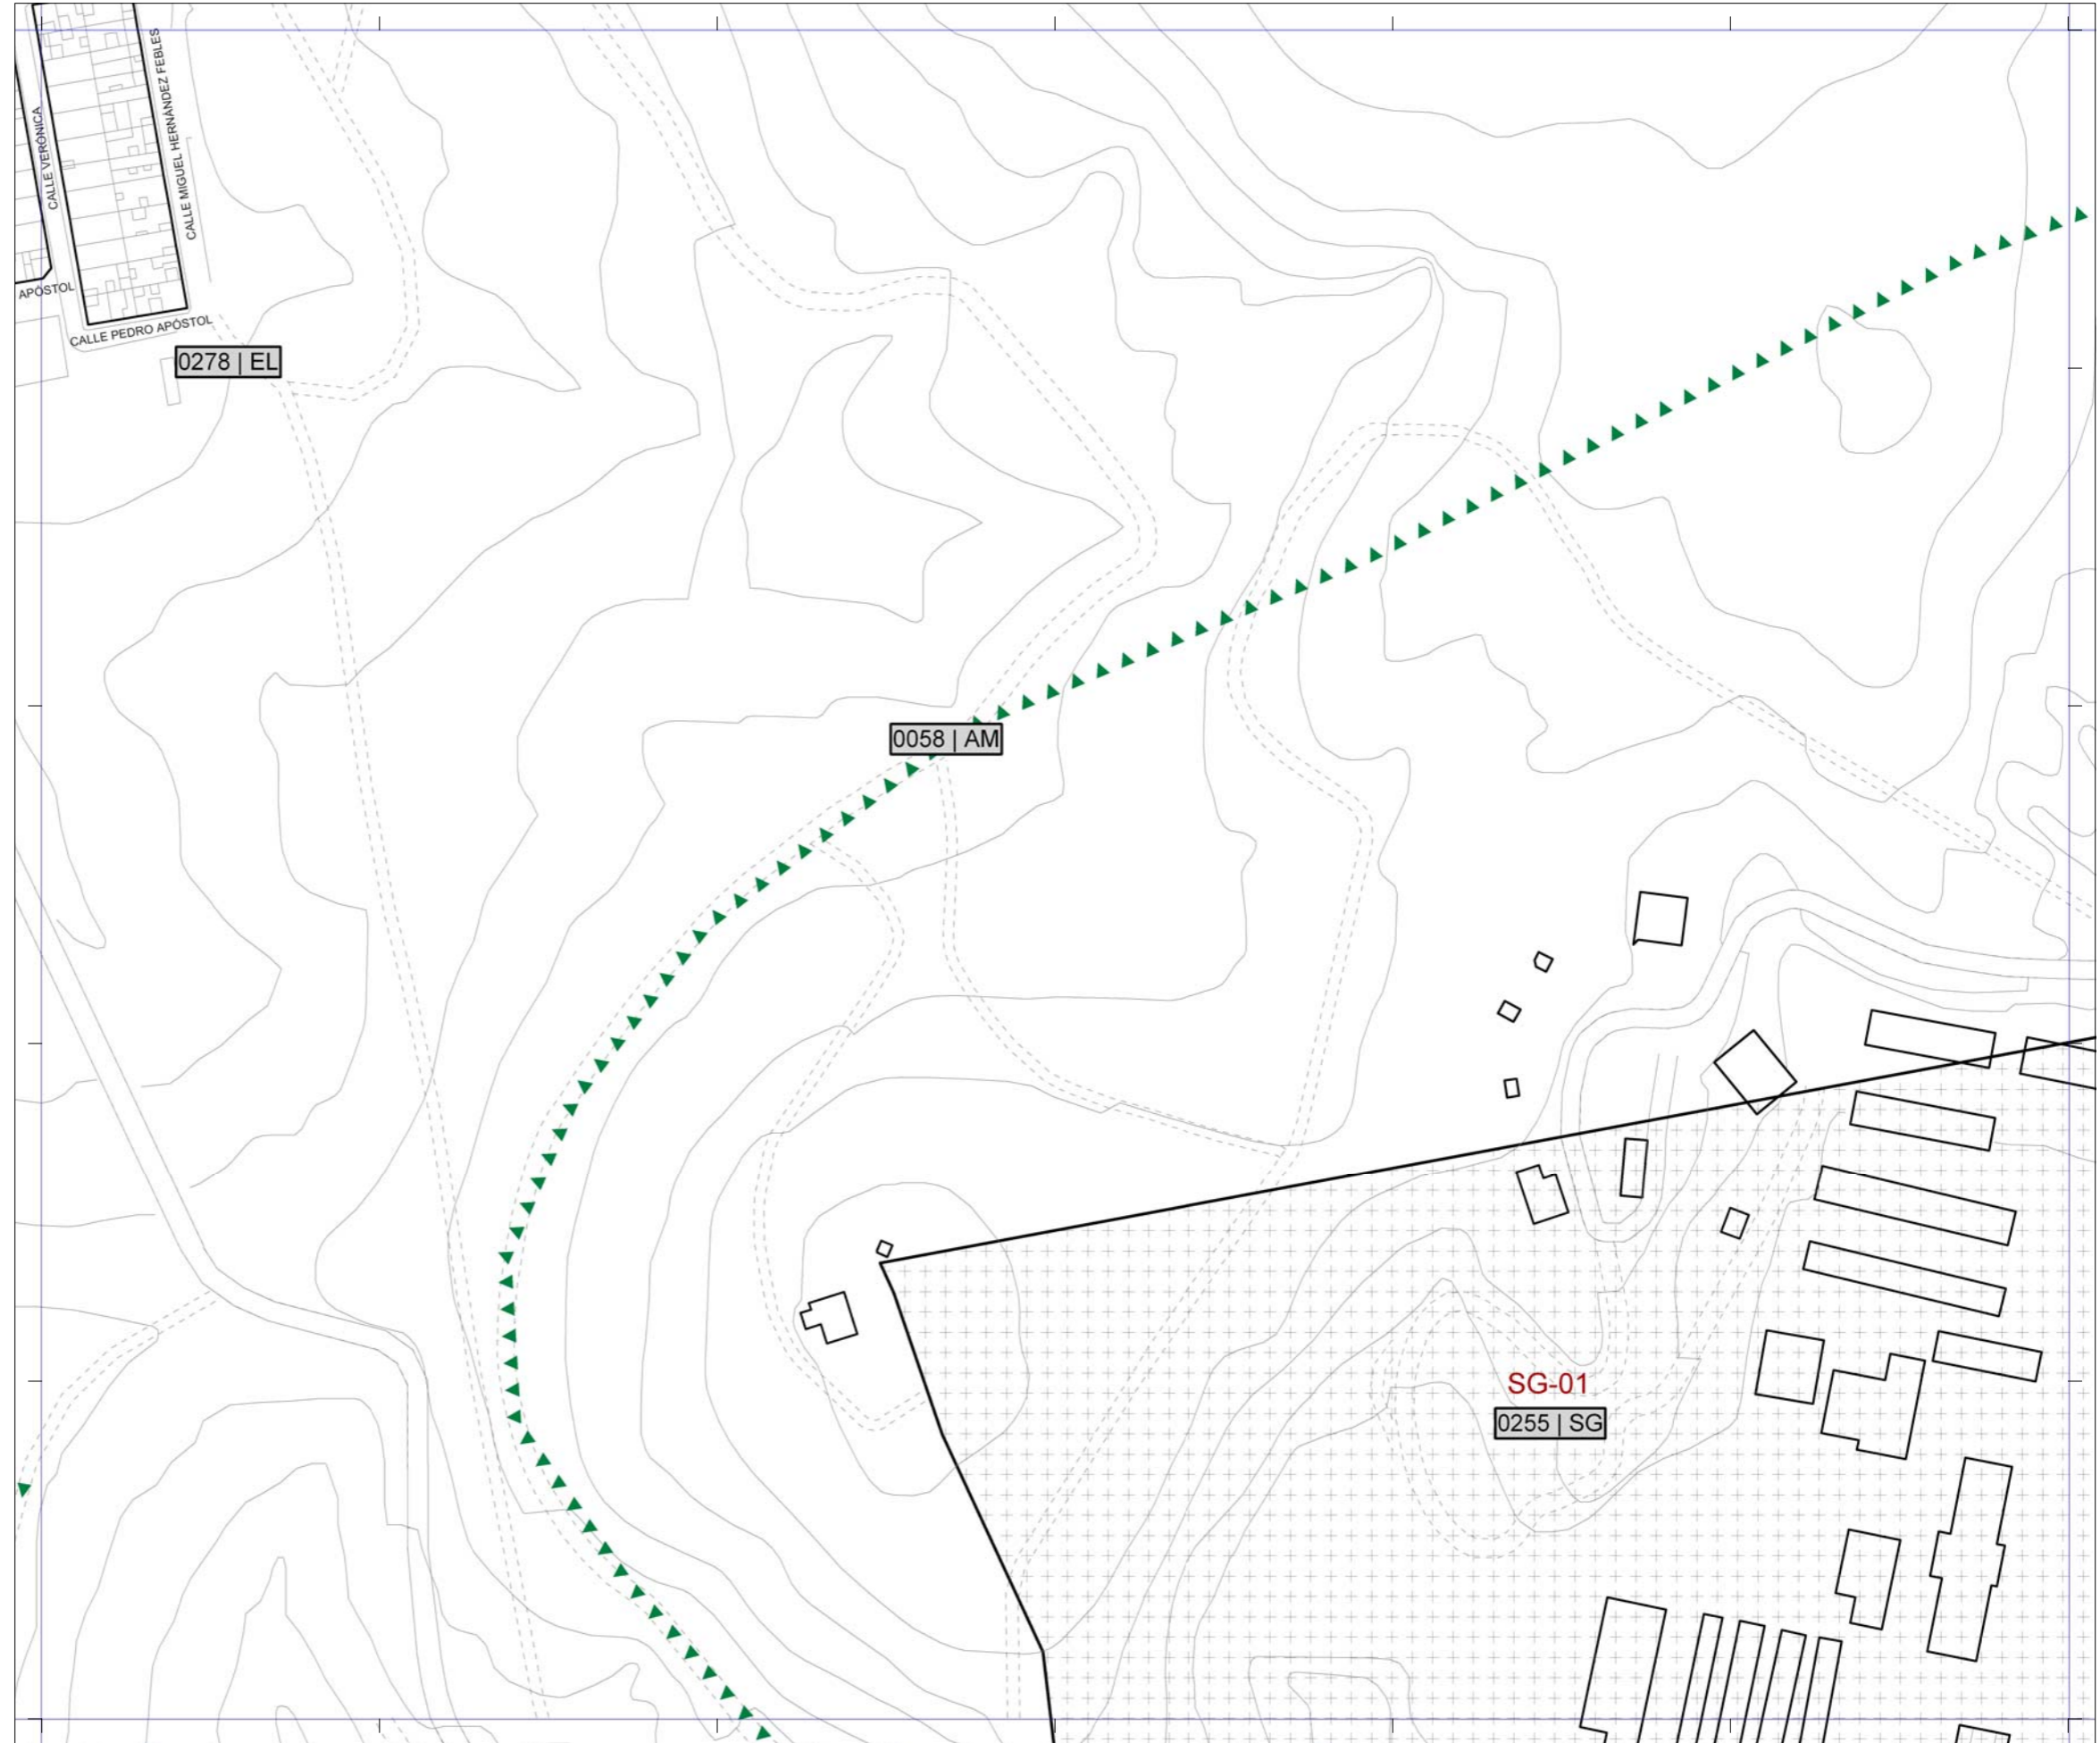 CALLE VERÓNICA
CALLE MIGUEL HERNÁNDEZ FEBLES
APÓSTOL
CALLE PEDRO APÓSTOL
0278 | EL
0058 | AM
SG-01
0255 | SG